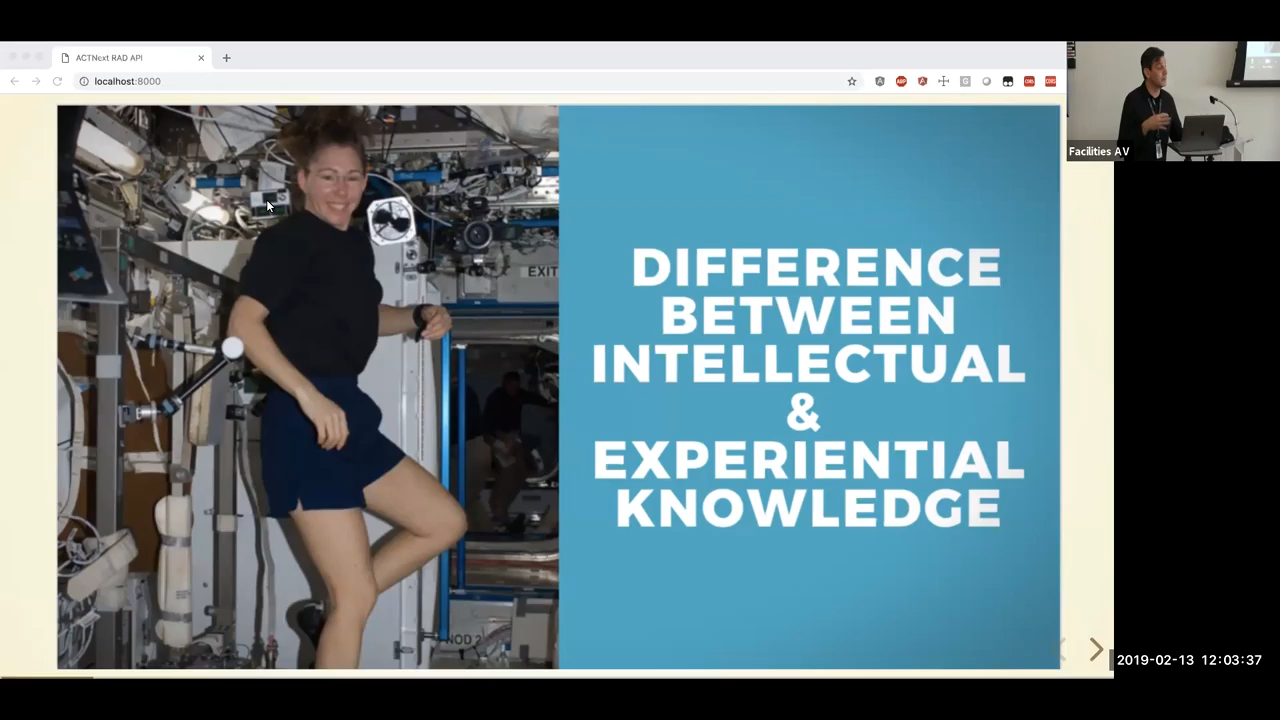 ACTNext RAD API
localhost:8000
Facilities AV
EXIT
DIFFERENCE
BETWEEN
INTELLECTUAL
&
EXPERIENTIAL
KNOWLEDGE
NOD 2
2019-02-13 12:03:37